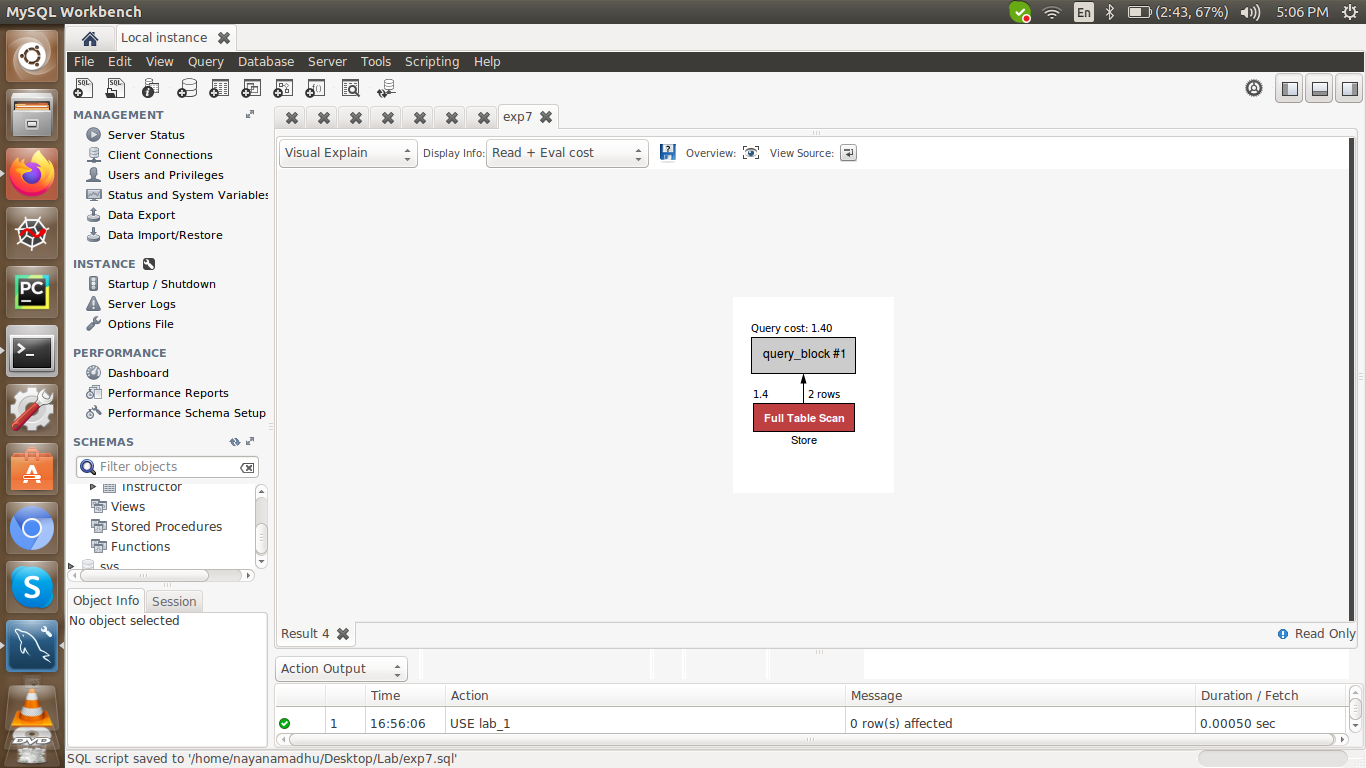 MySQL Workbench
En
(2:43, 67%)
5:06 PM
Local instance
File Edit View Query Database Server Tools Scripting Help
MANAGEMENT
Server Status
Client Connections
Users and Privileges
Status and System Variables
Data Export
Data Import/Restore
INSTANCE
Startup / Shutdown
Server Logs
Options File
PERFORMANCE
Dashboard
Performance Reports
Performance Schema Setup
SCHEMAS
Filter objects
Instructor
Views
Stored Procedures
Functions
sys
Object Info Session
No object selected
exp7
Visual Explain Display Info: Read + Eval cost Overview: View Source:
Query cost: 1.40
query_block #1
1.4 2 rows
Full Table Scan
Store
Result 4 Read Only
Action Output
Time Action Message Duration / Fetch
1 16:56:06 USE lab_1 0 row(s) affected 0.00050 sec
SQL script saved to '/home/nayanamadhu/Desktop/Lab/exp7.sql'